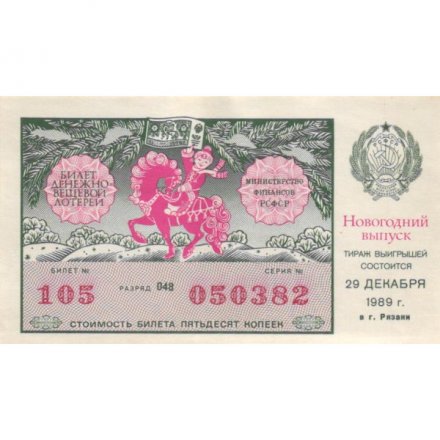 БИЛЕТ
ДЕНЕЖНО-
ВЕЩЕВОЙ
ЛОТЕРЕИ
МИНИСТЕРСТВО
ФИНАНСОВ
РСФСР
БИЛЕТ №
105
РАЗРЯД 048
СЕРИЯ №
050382
СТОИМОСТЬ БИЛЕТА ПЯТЬДЕСЯТ КОПЕЕК
РСФСР
Новогодний
выпуск
ТИРАЖ ВЫИГРЫШЕЙ
СОСТОИТСЯ
29 ДЕКАБРЯ
1989 г.
в г. Рязани